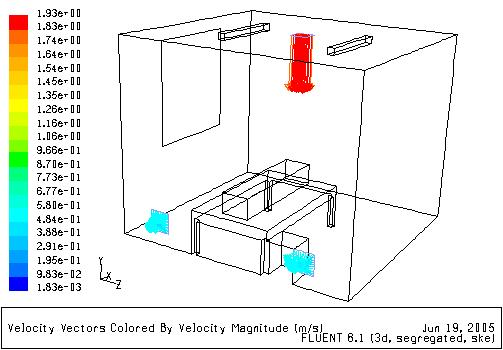 1.93e+00
1.83e+00
1.74e+00
1.64e+00
1.54e+00
1.45e+00
1.35e+00
1.26e+00
1.16e+00
1.06e+00
9.66e-01
8.70e-01
7.73e-01
6.77e-01
5.80e-01
4.84e-01
3.88e-01
2.91e-01
1.95e-01
9.83e-02
1.83e-03
Y
X
Z
Velocity Vectors Colored By Velocity Magnitude (m/s)
Jun 19, 2005
FLUENT 6.1 (3d, segregated, ske)